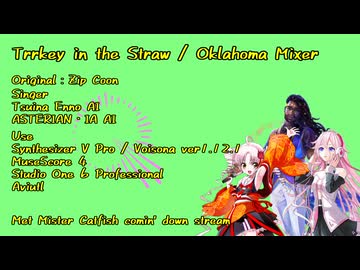 Trrkey in the Straw / Oklahoma Mixer
Original : Zip Coon
Singer
Tsuina Enno AI
ASTERIAN・IA AI
Use
Synthesizer V Pro / Voisona ver1.12.1
MuseScore 4
Studio One 6 Professional
Aviutl
Met Mister Catfish comin' down stream